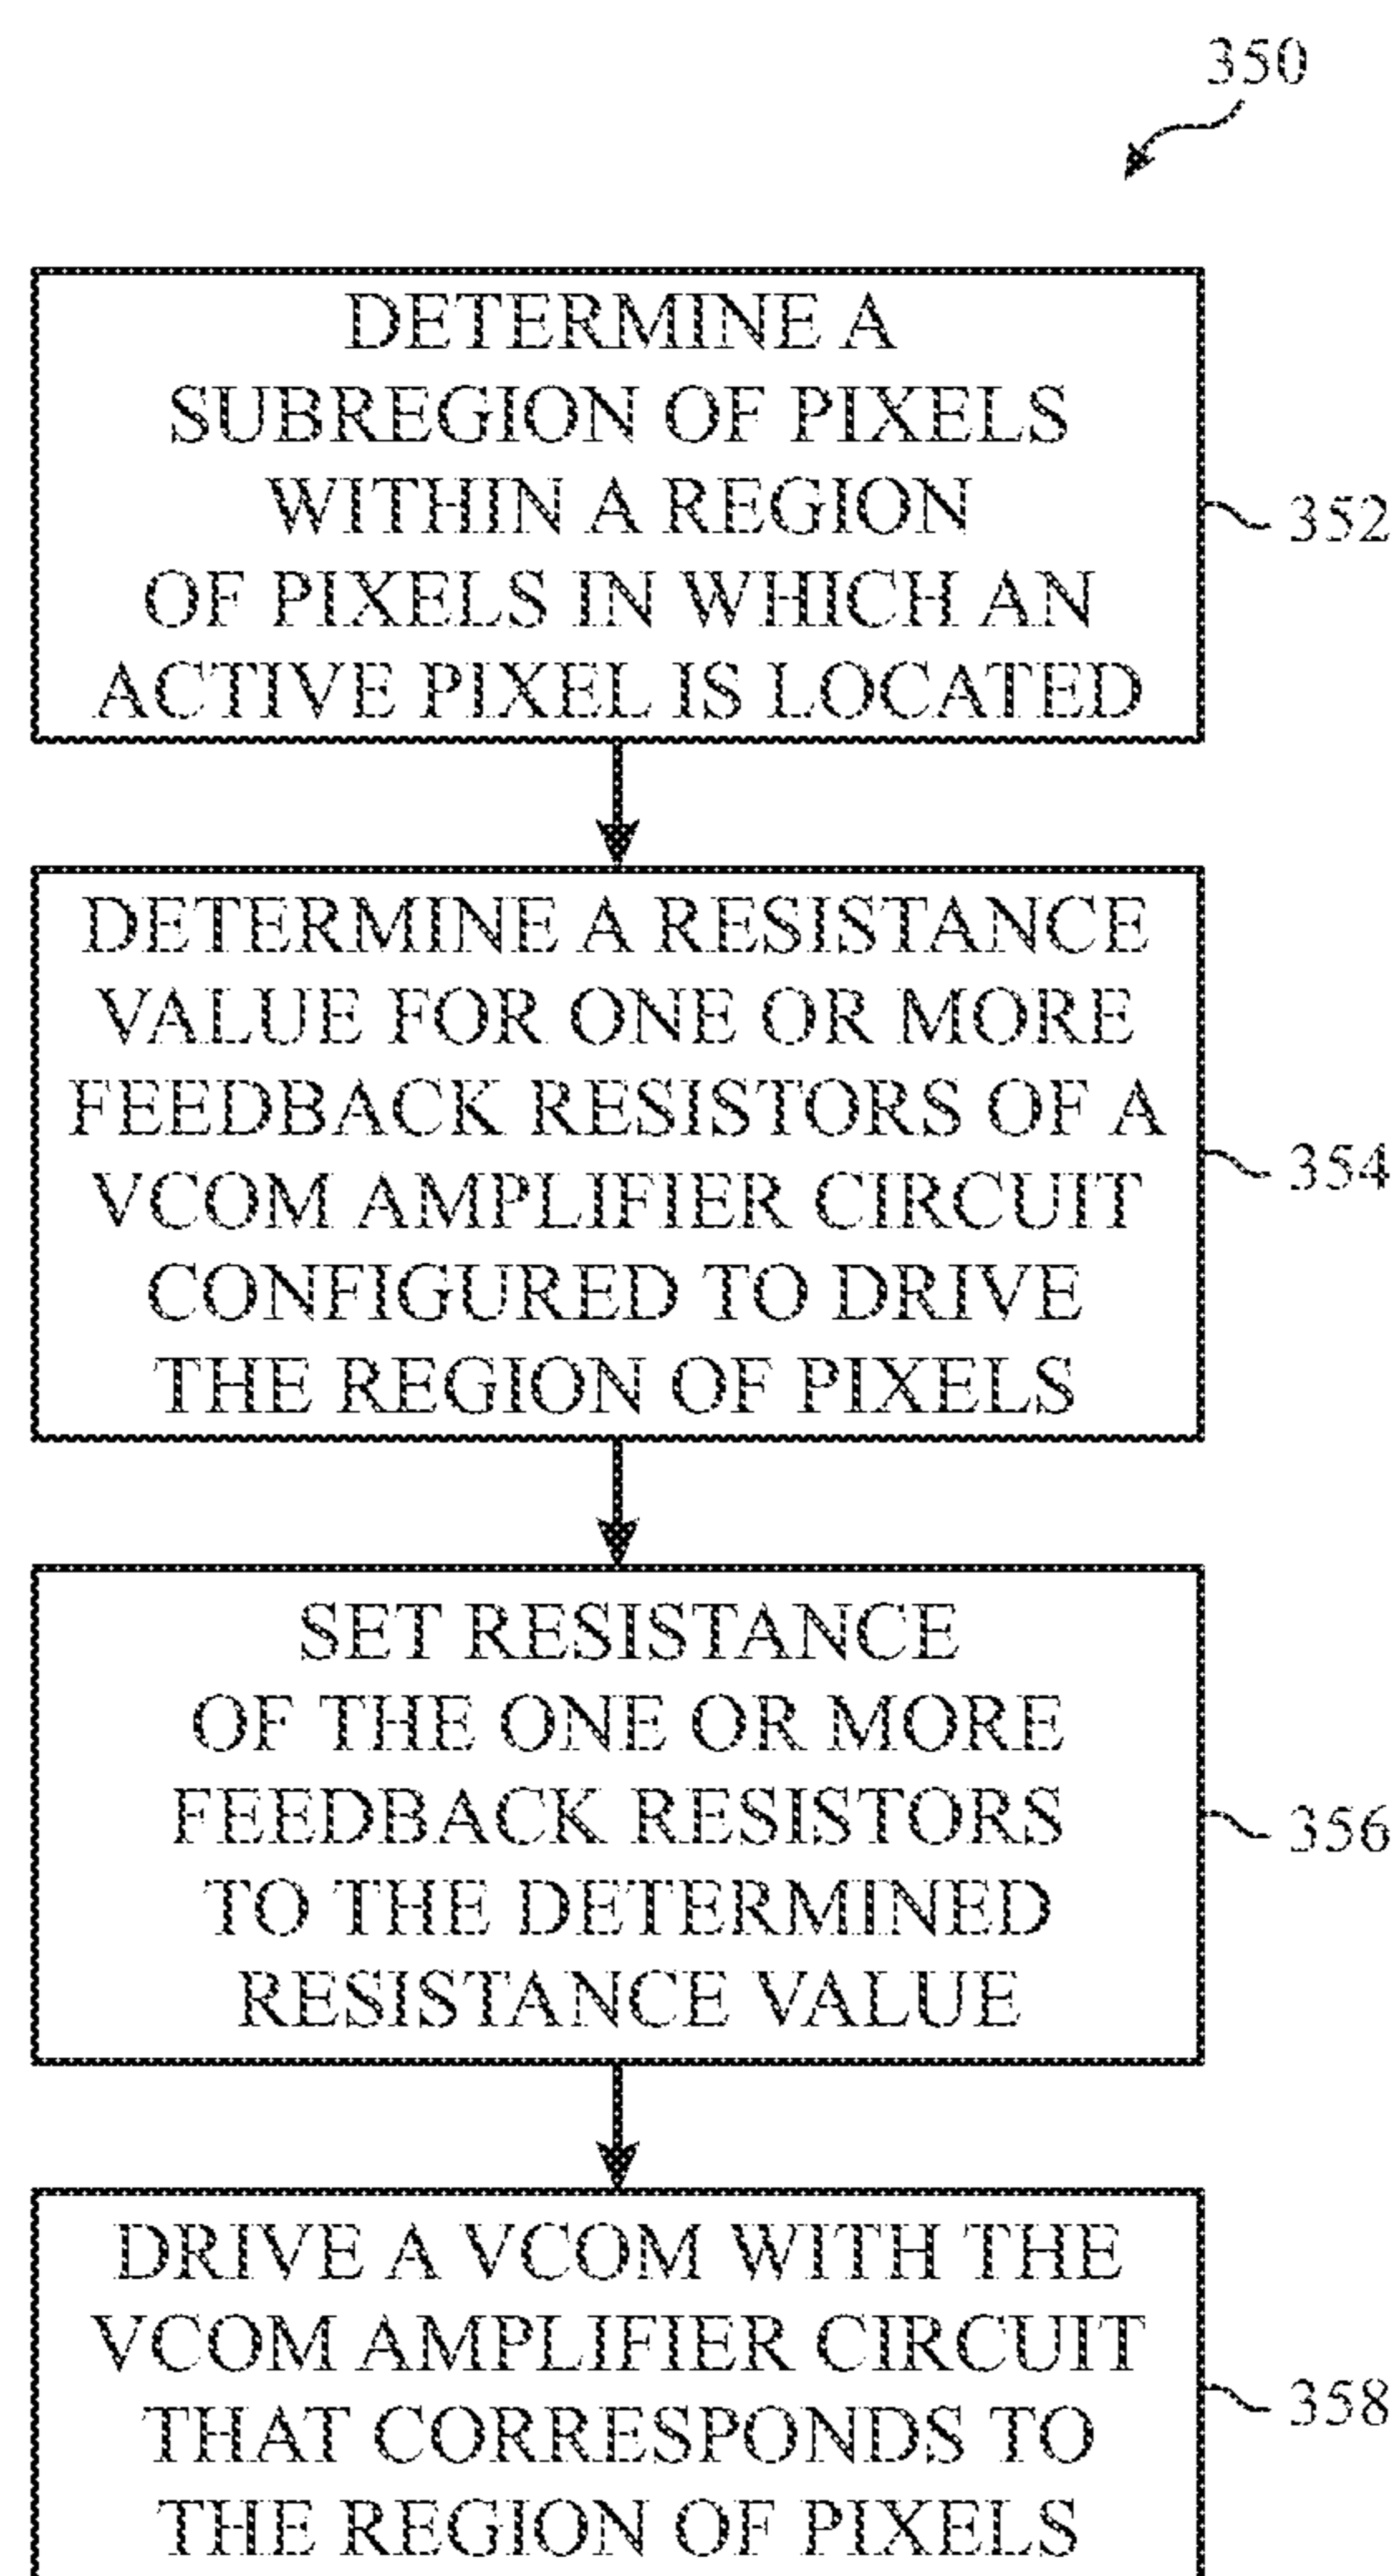 350
DETERMINE A
SUBREGION OF PIXELS
WITHIN A REGION
OF PIXELS IN WHICH AN
ACTIVE PIXEL IS LOCATED
352
DETERMINE A RESISTANCE
VALUE FOR ONE OR MORE
FEEDBACK RESISTORS OF A
VCOM AMPLIFIER CIRCUIT
CONFIGURED TO DRIVE
THE REGION OF PIXELS
354
SET RESISTANCE
OF THE ONE OR MORE
FEEDBACK RESISTORS
TO THE DETERMINED
RESISTANCE VALUE
356
DRIVE A VCOM WITH THE
VCOM AMPLIFIER CIRCUIT
THAT CORRESPONDS TO
THE REGION OF PIXELS
358